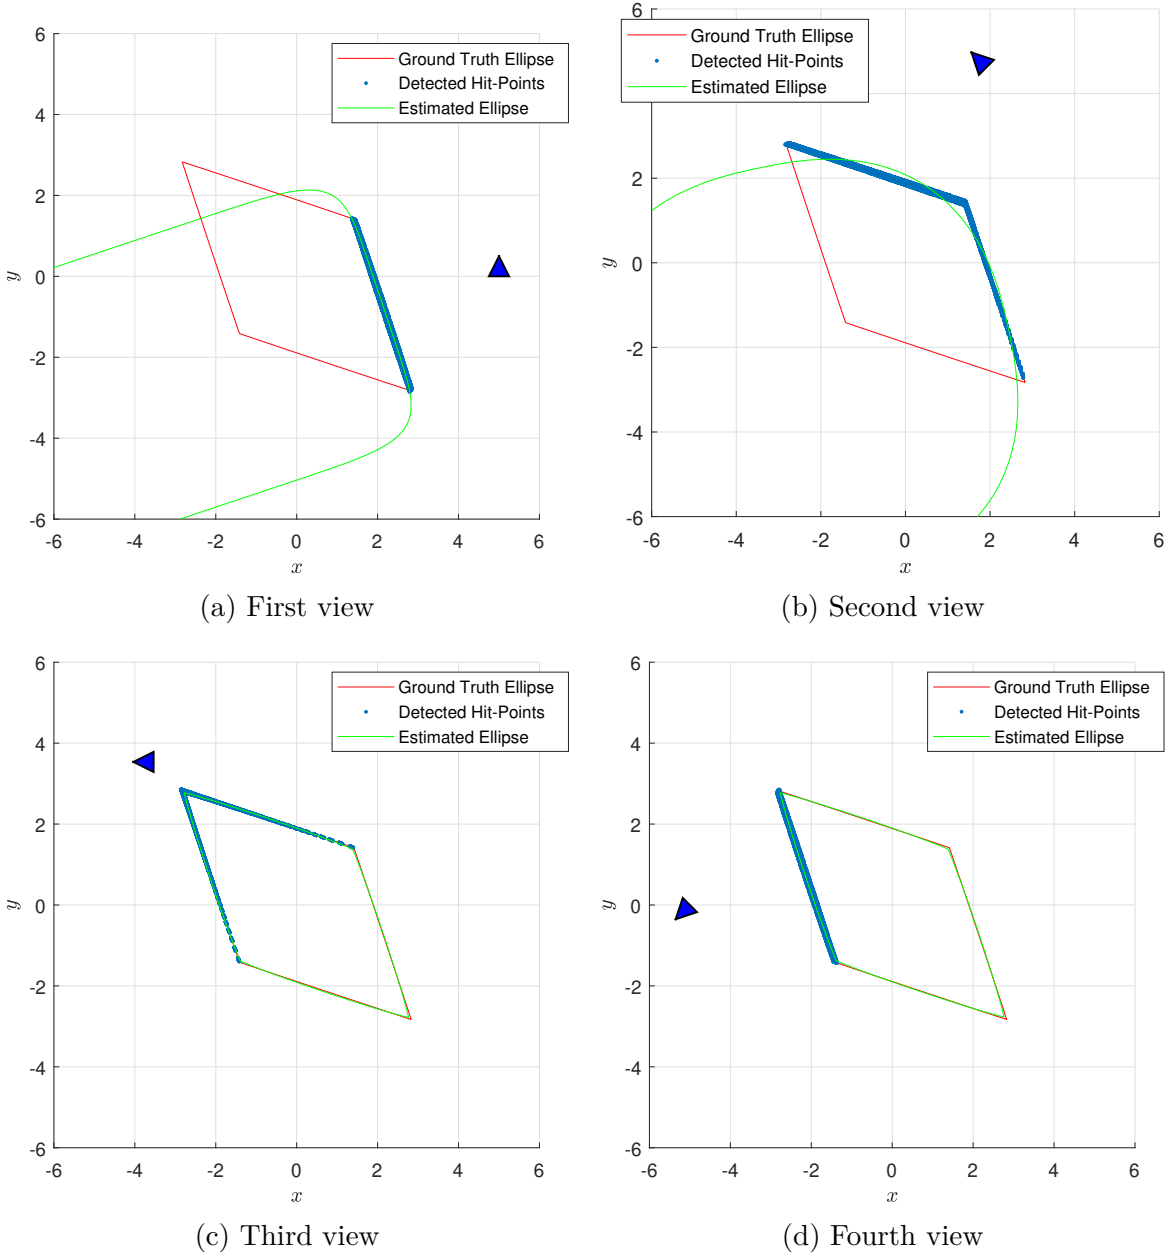 6
4
2
0
-2
-4
-6
-6
-4
-2
0
2
4
6
x
y
Ground Truth Ellipse
Detected Hit-Points
Estimated Ellipse
(a) First view
6
4
2
0
-2
-4
-6
-6
-4
-2
0
2
4
6
x
y
Ground Truth Ellipse
Detected Hit-Points
Estimated Ellipse
(b) Second view
6
4
2
0
-2
-4
-6
-6
-4
-2
0
2
4
6
x
y
Ground Truth Ellipse
Detected Hit-Points
Estimated Ellipse
(c) Third view
6
4
2
0
-2
-4
-6
-6
-4
-2
0
2
4
6
x
y
Ground Truth Ellipse
Detected Hit-Points
Estimated Ellipse
(d) Fourth view